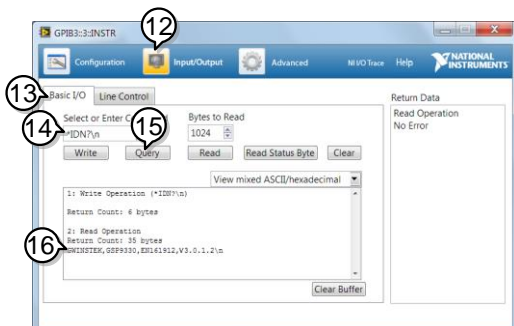 GPIB3::3::INSTR
12
Configuration Input/Output Advanced NI I/O Trace Help NATIONAL INSTRUMENTS
13
Basic I/O Line Control
Return Data
Select or Enter Bytes to Read
Read Operation
No Error
14
*IDN?\n 15 1024
Write Query Read Read Status Byte Clear
View mixed ASCII/hexadecimal
1: Write Operation (*IDN?\n)
Return Count: 6 bytes
2: Read Operation
Return Count: 35 bytes
16
GWINSTEK,GSP9330,EN161912,V3.0.1.2\n
Clear Buffer